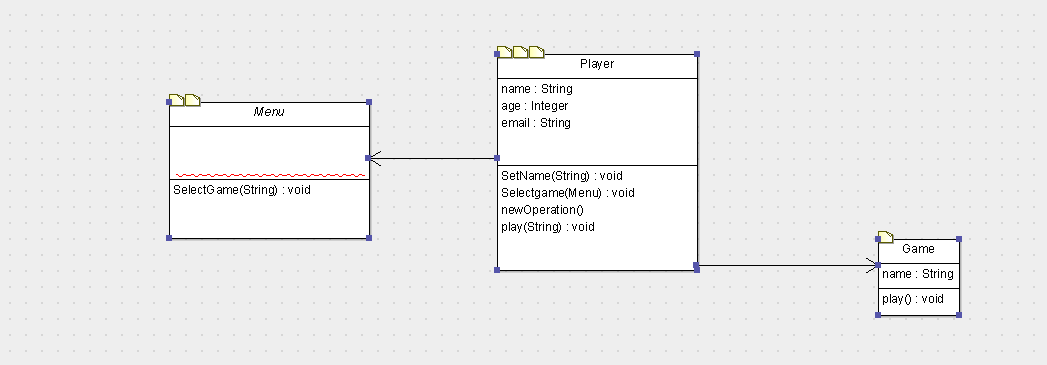 Menu
SelectGame(String) : void
Player
name : String
age : Integer
email : String
SetName(String) : void
Selectgame(Menu) : void
newOperation()
play(String) : void
Game
name : String
play() : void